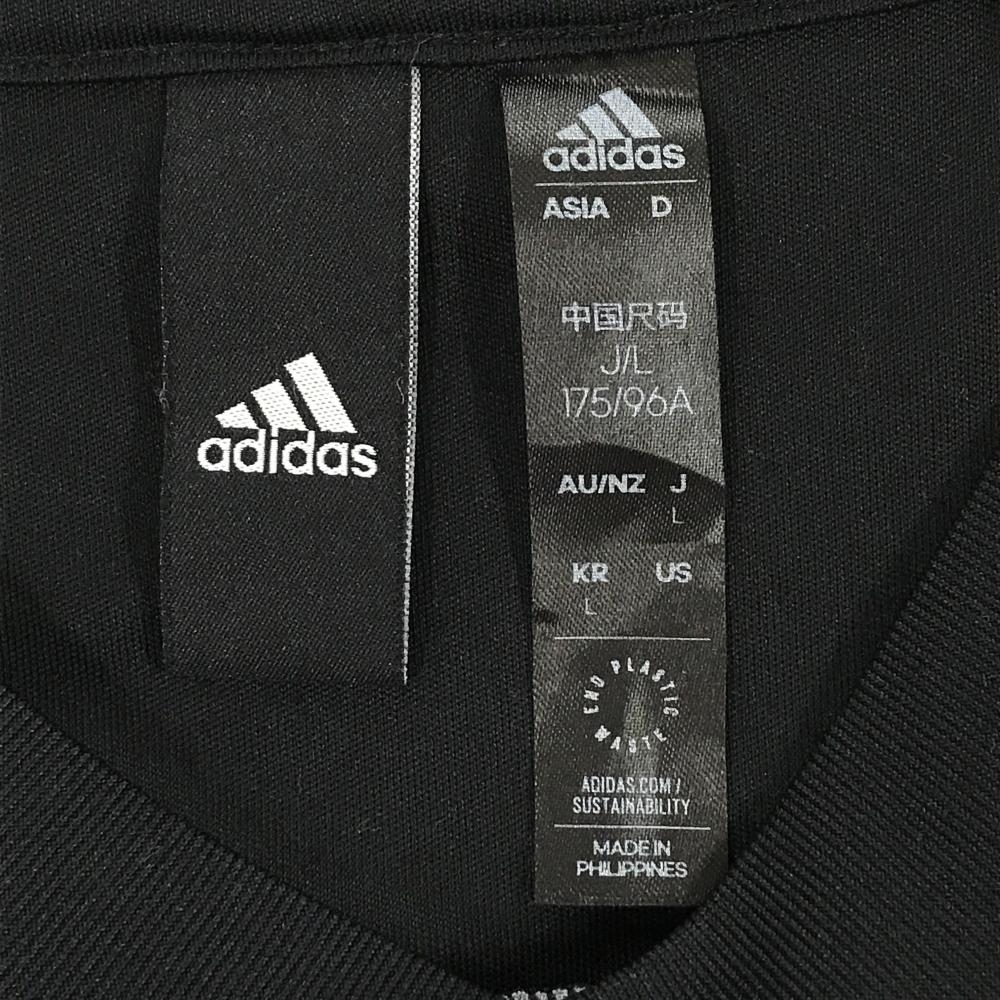 adidas
adidas
ASIA D
中国尺码
J/L
175/96A
AU/NZ J
L
KR US
L
END PLASTIC WASTE
ADIDAS.COM/
SUSTAINABILITY
MADE IN
PHILIPPINES